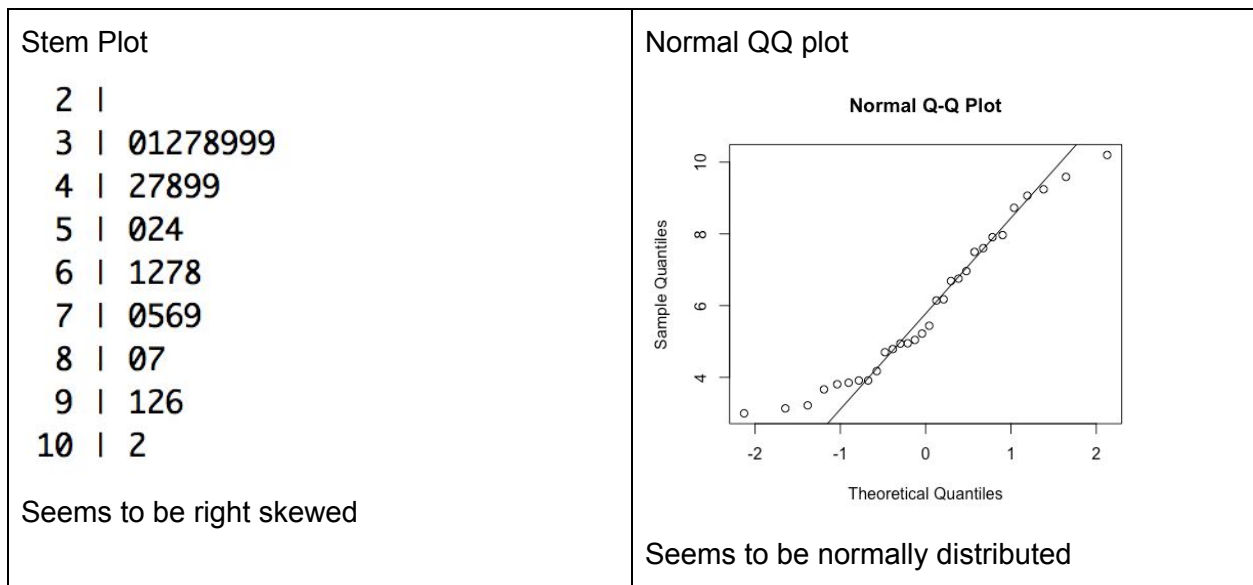 Stem Plot
2 |
3 | 01278999
4 | 27899
5 | 024
6 | 1278
7 | 0569
8 | 07
9 | 126
10 | 2
Seems to be right skewed
Normal QQ plot
Normal Q-Q Plot
Sample Quantiles
10
8
6
4
-2 -1 0 1 2
Theoretical Quantiles
Seems to be normally distributed